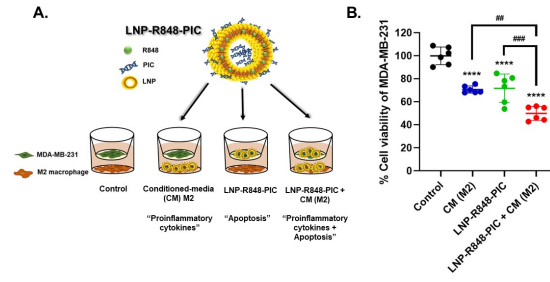 A.
LNP-R848-PIC
R848
PIC
LNP
MDA-MB-231
M2 macrophage
Control
Conditioned-media
(CM) M2
LNP-R848-PIC
LNP-R848-PIC +
CM (M2)
“Proinflammatory
cytokines”
“Apoptosis”
“Proinflammatory
cytokines +
Apoptosis”
B.
% Cell viability of MDA-MB-231
120
100
80
60
40
20
0
##
###
****
****
****
Control
CM (M2)
LNP-R848-PIC
LNP-R848-PIC + CM (M2)